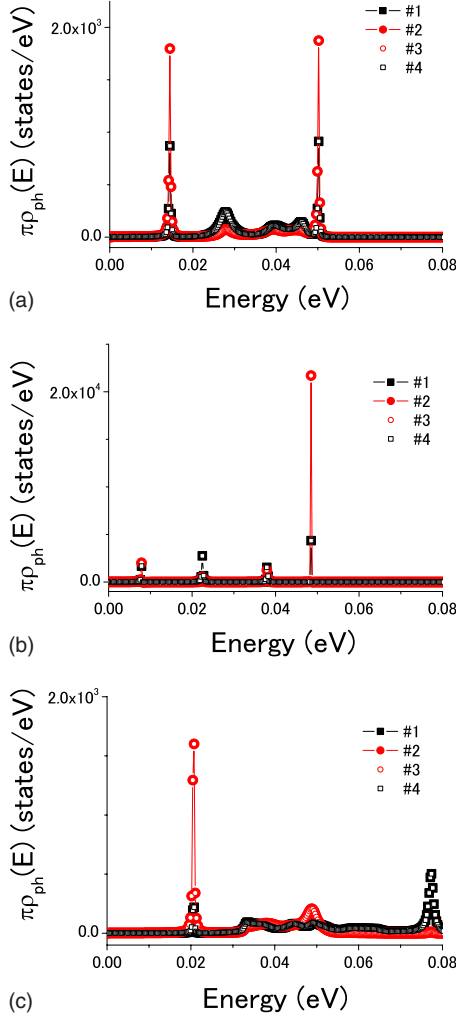 2.0x10³
0.0
πρph(E) (states/eV)
#1
#2
#3
#4
0.00 0.02 0.04 0.06 0.08
Energy (eV)
(a)
2.0x10⁴
0.0
πρph(E) (states/eV)
#1
#2
#3
#4
0.00 0.02 0.04 0.06 0.08
Energy (eV)
(b)
2.0x10³
0.0
πρph(E) (states/eV)
#1
#2
#3
#4
0.00 0.02 0.04 0.06 0.08
Energy (eV)
(c)